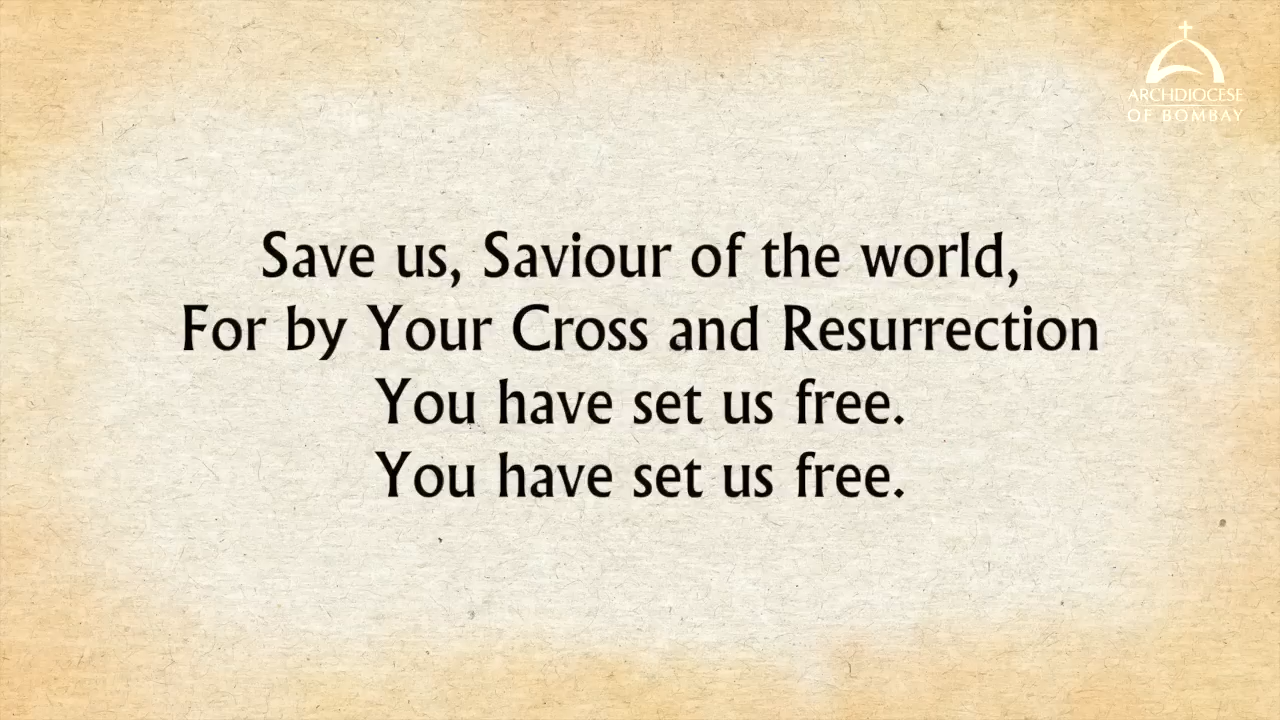 ARCHDIOCESE
OF BOMBAY
Save us, Saviour of the world,
For by Your Cross and Resurrection
You have set us free.
You have set us free.